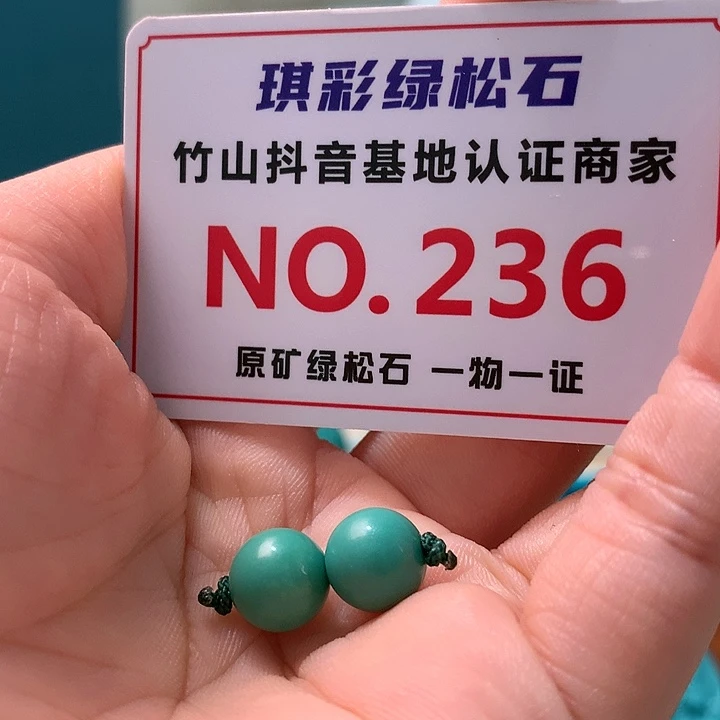 琪彩绿松石
竹山抖音基地认证商家
NO.236
原矿绿松石 一物一证